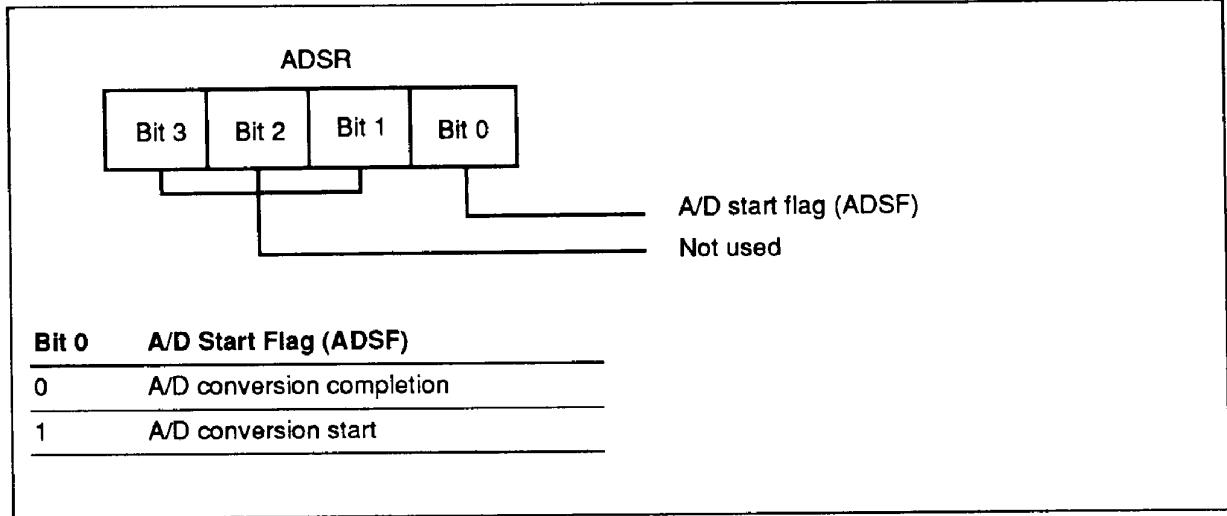 ADSR
Bit 3 Bit 2 Bit 1 Bit 0
A/D start flag (ADSF)
Not used
Bit 0 A/D Start Flag (ADSF)
0 A/D conversion completion
1 A/D conversion start